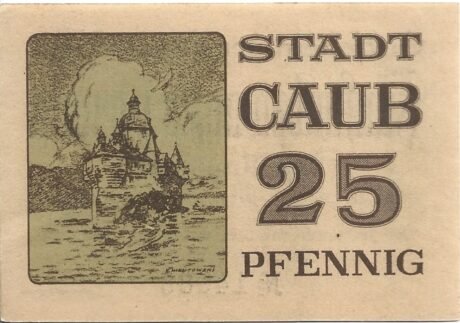 STADT
CAUB
25
PFENNIG